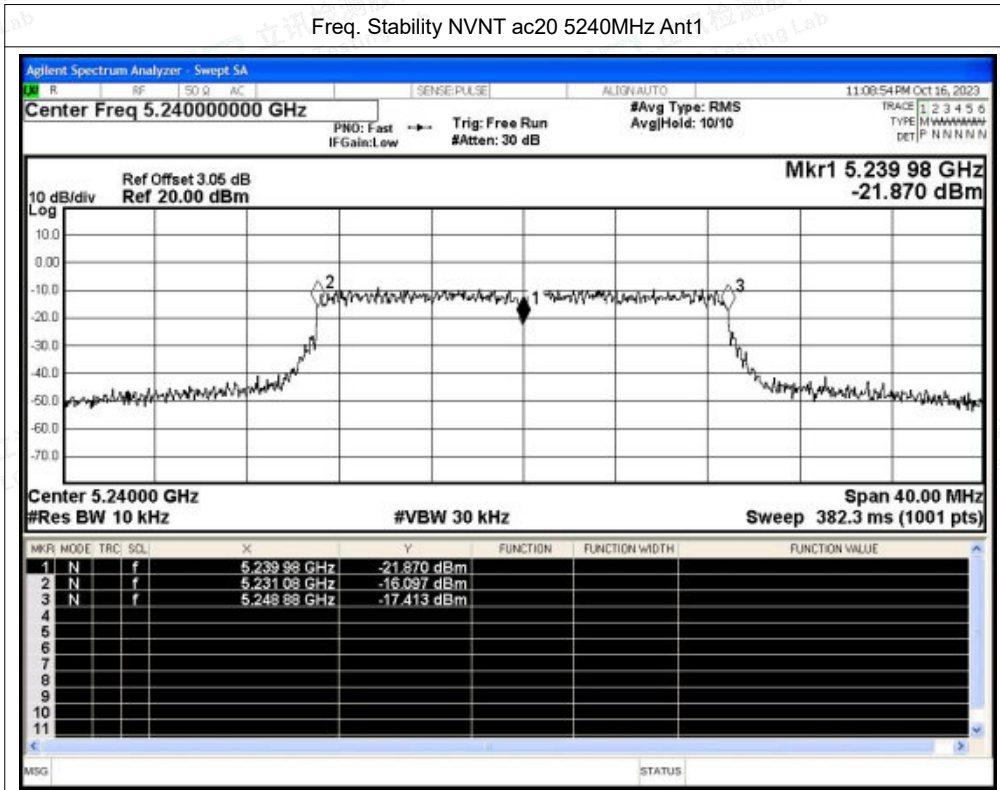 Freq. Stability NVNT ac20 5240MHz Ant1
Agilent Spectrum Analyzer - Swept SA
R RF 50 Ω AC SENSE:PULSE ALIGN AUTO 11:08:54 PM Oct 16, 2023
Center Freq 5.240000000 GHz #Avg Type: RMS TRACE 1 2 3 4 5 6
PNO: Fast Trig: Free Run Avg|Hold: 10/10 TYPE M WWWWW
IFGain:Low #Atten: 30 dB DET P N N N N N
Mkr1 5.239 98 GHz
Ref Offset 3.05 dB
10 dB/div Ref 20.00 dBm -21.870 dBm
Log
10.0
0.00
-10.0
-20.0
-30.0
-40.0
-50.0
-60.0
-70.0
2 1 3
Center 5.24000 GHz Span 40.00 MHz
#Res BW 10 kHz #VBW 30 kHz Sweep 382.3 ms (1001 pts)
MKR MODE TRC SCL X Y FUNCTION FUNCTION WIDTH FUNCTION VALUE
1 N f 5.239 98 GHz -21.870 dBm
2 N f 5.231 08 GHz -16.097 dBm
3 N f 5.248 88 GHz -17.413 dBm
4
5
6
7
8
9
10
11
MSG STATUS